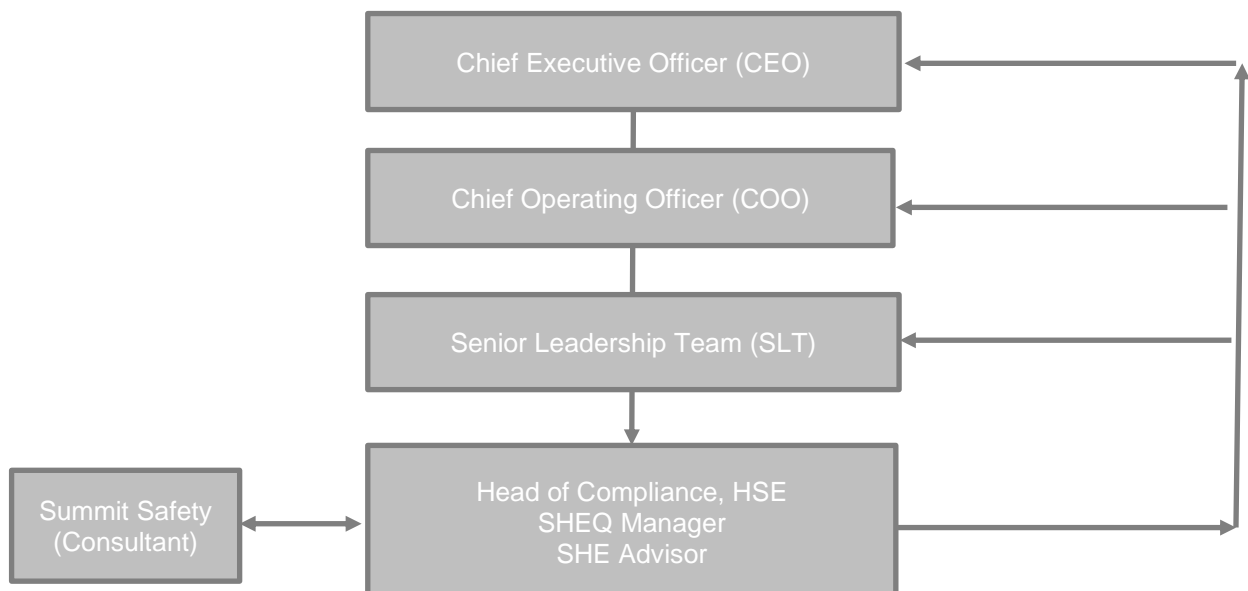 Chief Executive Officer (CEO)
Chief Operating Officer (COO)
Senior Leadership Team (SLT)
Head of Compliance, HSE
SHEQ Manager
SHE Advisor
Summit Safety
(Consultant)